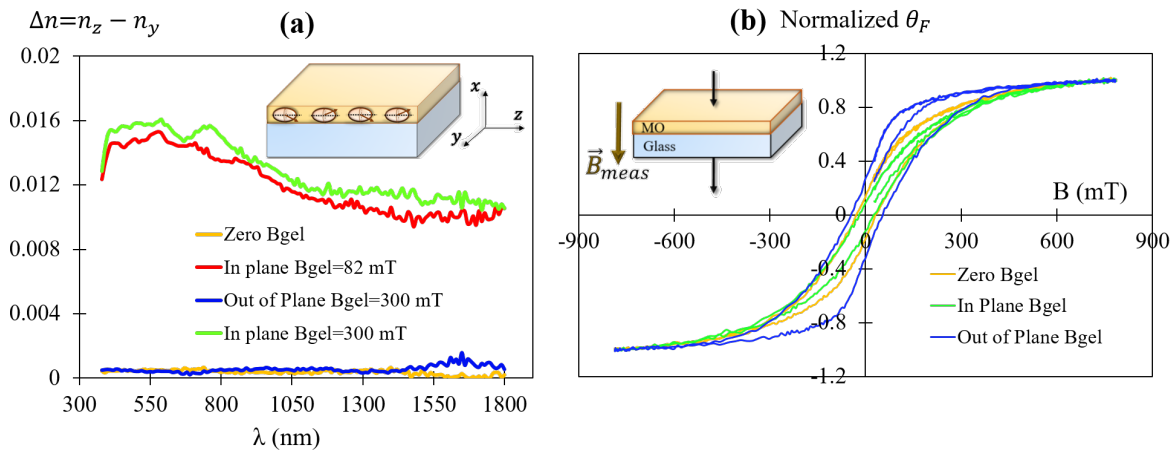 Δn=n_z − n_y
(a)
0.02
0.016
0.012
0.008
0.004
0
x
z
y
Zero Bgel
In plane Bgel=82 mT
Out of Plane Bgel=300 mT
In plane Bgel=300 mT
300 550 800 1050 1300 1550 1800
λ (nm)
(b) Normalized θ_F
1.2
0.8
0.4
0
-0.4
-0.8
-1.2
MO
Glass
B⃗_meas
B (mT)
-900 -600 -300 0 300 600 900
Zero Bgel
In Plane Bgel
Out of Plane Bgel